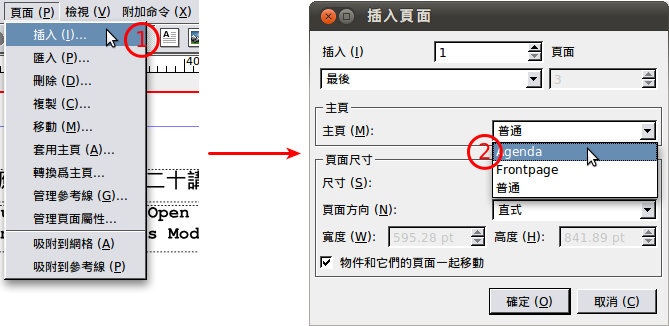 頁面 (P) 檢視 (V) 附加命令 (X)
插入 (I)...
1
匯入 (P)...
刪除 (D)...
複製 (C)...
移動 (M)...
套用主頁 (A)...
轉換爲主頁...
管理參考線 (G)...
管理頁面屬性...
吸附到網格 (A)
吸附到參考線 (P)
40
二十講
Open
s Mod
插入頁面
插入 (I) 1 頁面
最後 3
主頁
主頁 (M): 普通
2
Agenda
Frontpage
普通
頁面尺寸
尺寸 (S):
頁面方向 (N): 直式
寬度 (W): 595.28 pt 高度 (H): 841.89 pt
物件和它們的頁面一起移動
確定 (O) 取消 (C)